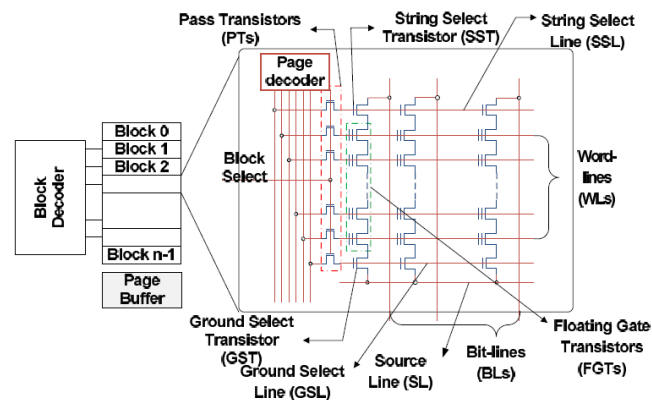 Pass Transistors
(PTs)
String Select
Transistor (SST)
String Select
Line (SSL)
Page
decoder
Block 0
Block 1
Block 2
Block
Decoder
Block Select
Word-
lines
(WLs)
Block n-1
Page
Buffer
Ground Select
Transistor
(GST)
Ground Select
Line (GSL)
Source
Line (SL)
Bit-lines
(BLs)
Floating Gate
Transistors
(FGTs)